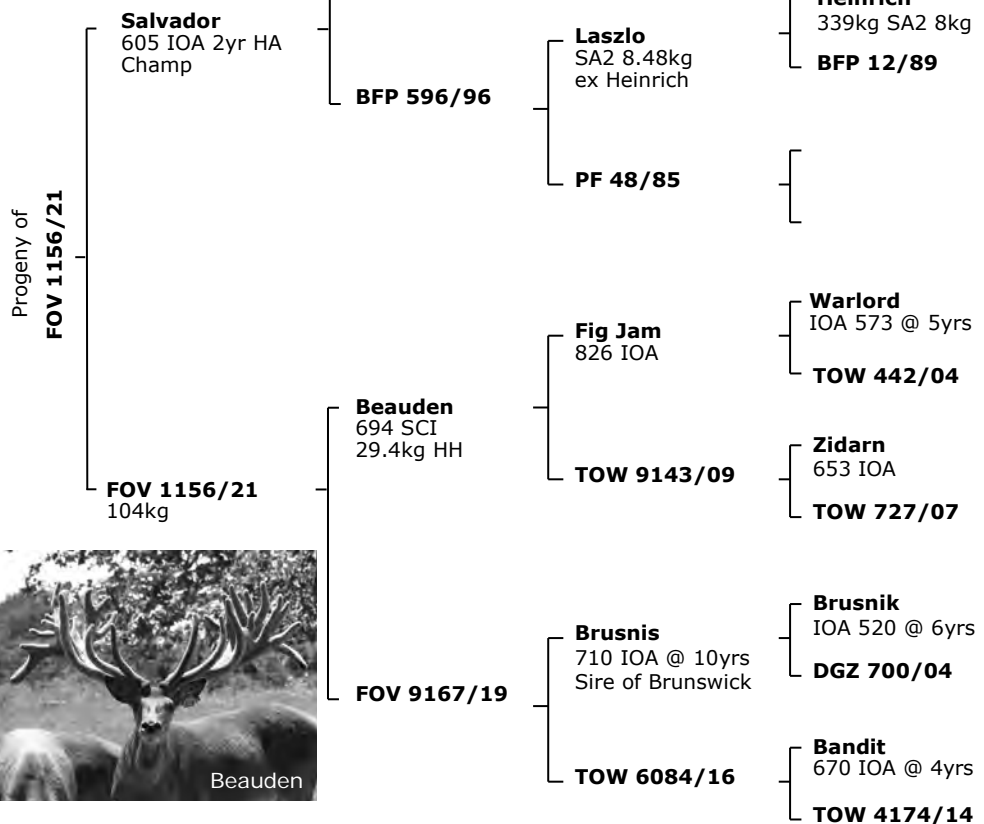 Progeny of
FOV 1156/21
Salvador
605 IOA 2yr HA
Champ
BFP 596/96
Laszlo
SA2 8.48kg
ex Heinrich
Heinrich
339kg SA2 8kg
BFP 12/89
PF 48/85
FOV 1156/21
104kg
Beauden
694 SCI
29.4kg HH
Fig Jam
826 IOA
Warlord
IOA 573 @ 5yrs
TOW 442/04
TOW 9143/09
Zidarn
653 IOA
TOW 727/07
FOV 9167/19
Brusnis
710 IOA @ 10yrs
Sire of Brunswick
Brusnik
IOA 520 @ 6yrs
DGZ 700/04
TOW 6084/16
Bandit
670 IOA @ 4yrs
TOW 4174/14
Beauden